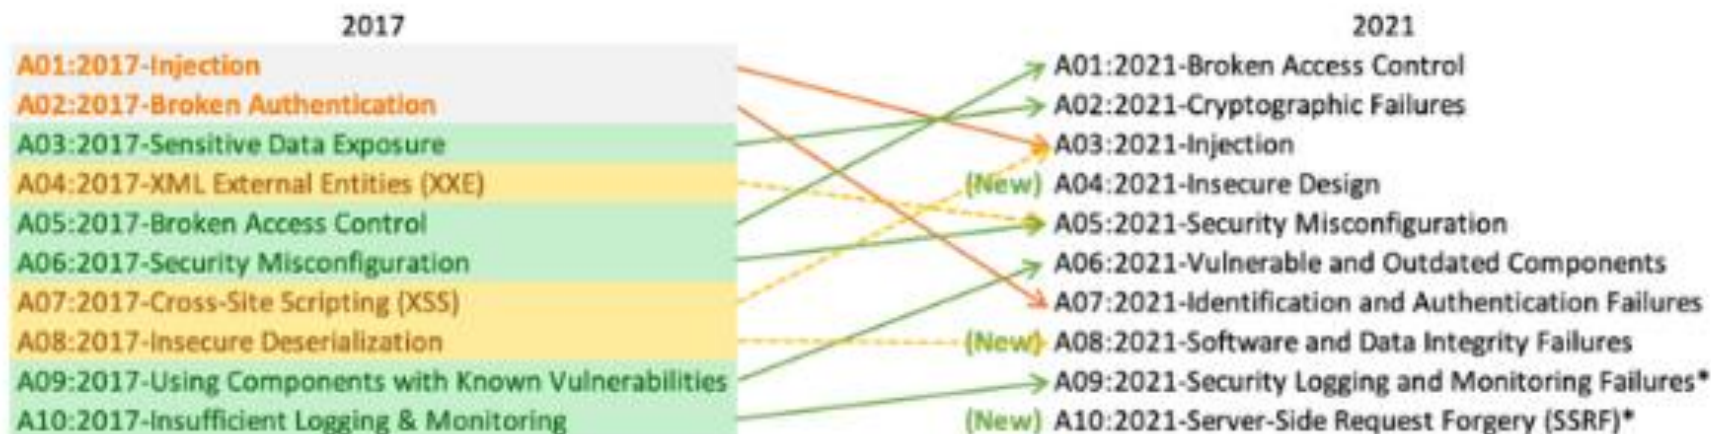 2017
A01:2017-Injection
A02:2017-Broken Authentication
A03:2017-Sensitive Data Exposure
A04:2017-XML External Entities (XXE)
A05:2017-Broken Access Control
A06:2017-Security Misconfiguration
A07:2017-Cross-Site Scripting (XSS)
A08:2017-Insecure Deserialization
A09:2017-Using Components with Known Vulnerabilities
A10:2017-Insufficient Logging & Monitoring
2021
A01:2021-Broken Access Control
A02:2021-Cryptographic Failures
A03:2021-Injection
(New) A04:2021-Insecure Design
A05:2021-Security Misconfiguration
A06:2021-Vulnerable and Outdated Components
A07:2021-Identification and Authentication Failures
(New) A08:2021-Software and Data Integrity Failures
A09:2021-Security Logging and Monitoring Failures*
(New) A10:2021-Server-Side Request Forgery (SSRF)*